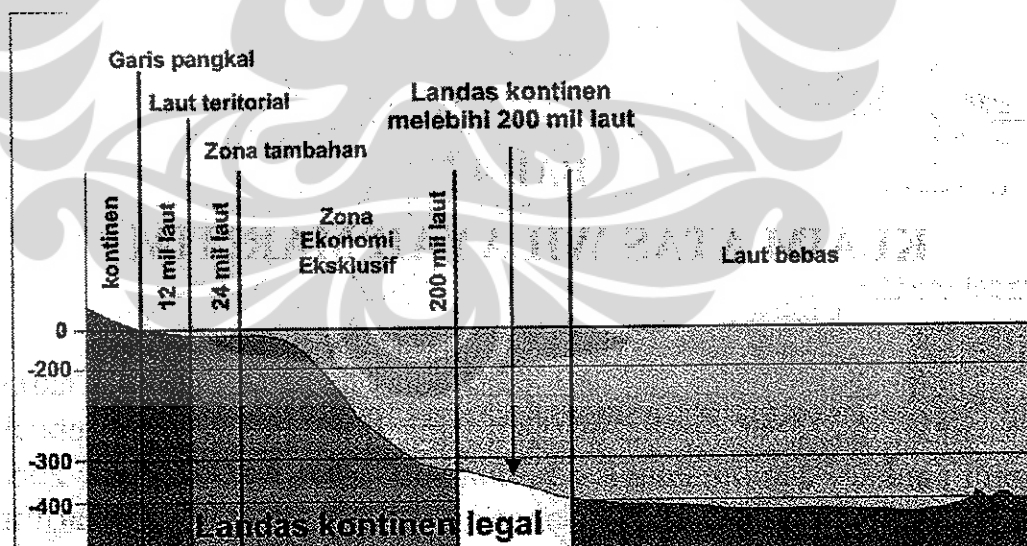 Garis pangkal
Laut teritorial
Zona tambahan
Landas kontinen
melebihi 200 mil laut
kontinen
12 mil laut
24 mil laut
Zona
Ekonomi
Eksklusif
200 mil laut
Laut bebas
0
-200
-300
-400
Landas kontinen legal